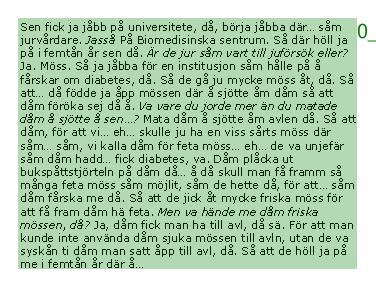 Sen fick ja jåbb på universitete, då, börja jåbba där... såm
jurvårdare. Jasså På Biomedisinska sentrum. Så där höll ja
på i femtån år sen då. Är de jur såm vart till juförsök eller?
Ja. Möss. Så ja jåbba för en institusjon såm hålle på å
fårskar om diabetes, då. Så de gå ju mycke möss åt, då. Så
att... då födde ja åpp mössen där å sjötte åm dåm så att
dåm föröka sej då å. Va vare du jorde mer än du matade
dåm å sjötte å sen...? Mata dåm å sjötte åm avlen då. Så att
dåm, för att vi... eh... skulle ju ha en viss sårts möss där
såm... såm, vi kalla dåm för feta möss... eh... de va unjefär
såm dåm hadd... fick diabetes, va. Dåm plåcka ut
bukspåttstjörteln på dåm då... å då skull man få framm så
många feta möss såm möjlit, såm de hette då, för att... såm
dåm fårska me då. Så att de jick åt mycke friska möss för
att få fram dåm hä feta. Men va hände me dåm friska
mössen, då? Ja, dåm fick man ha till avl, då sä. För att man
kunde inte använda dåm sjuka mössen till avln, utan de va
syskån ti dåm man satt åpp till avl, då. Så att de höll ja på
me i femtån år där å...